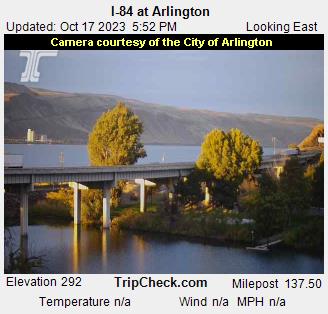 I-84 at Arlington
Updated: Oct 17 2023 5:52 PM Looking East
Camera courtesy of the City of Arlington
Elevation 292 TripCheck.com Milepost 137.50
Temperature n/a Wind n/a MPH n/a